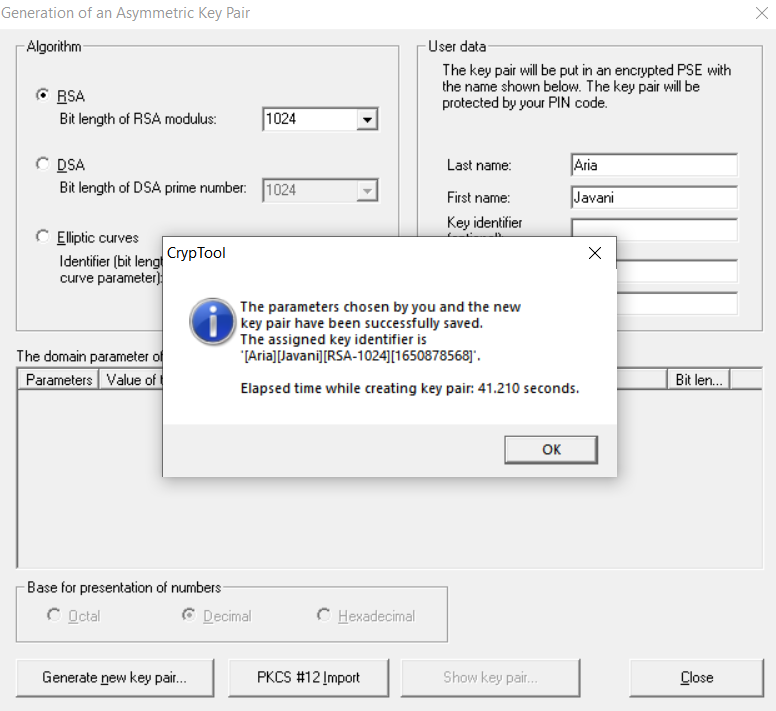 Generation of an Asymmetric Key Pair
Algorithm
RSA
Bit length of RSA modulus:
1024
DSA
Bit length of DSA prime number:
1024
Elliptic curves
Identifier (bit
curve parameter):
User data
The key pair will be put in an encrypted PSE with
the name shown below. The key pair will be
protected by your PIN code.
Last name:
Aria
First name:
Javani
Key identifier
CrypTool
The parameters chosen by you and the new
key pair have been successfully saved.
The assigned key identifier is
'[Aria][Javani][RSA-1024][1650878568]'.
Elapsed time while creating key pair: 41.210 seconds.
OK
The domain parameter of
Parameters
Value of
Bit len...
Base for presentation of numbers
Octal
Decimal
Hexadecimal
Generate new key pair...
PKCS #12 Import
Show key pair...
Close